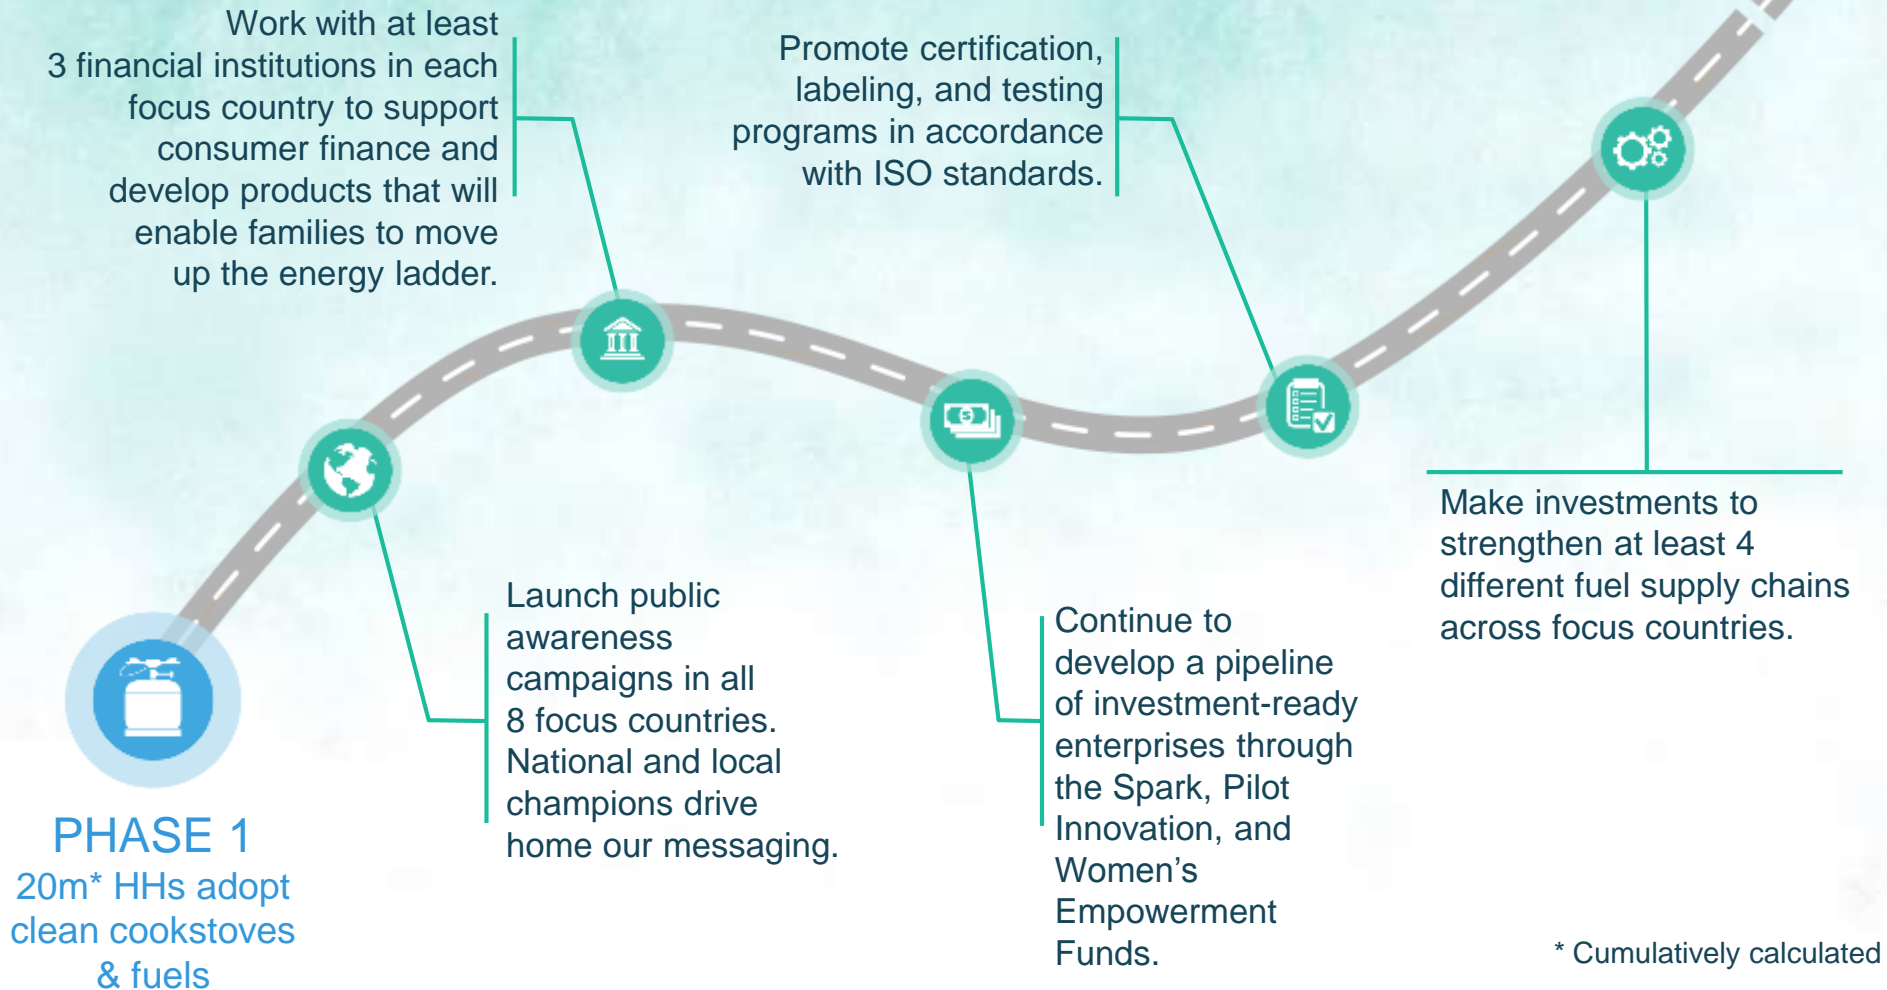 Work with at least
3 financial institutions in each
focus country to support
consumer finance and
develop products that will
enable families to move
up the energy ladder.
Promote certification,
labeling, and testing
programs in accordance
with ISO standards.
Make investments to
strengthen at least 4
different fuel supply chains
across focus countries.
Launch public
awareness
campaigns in all
8 focus countries.
National and local
champions drive
home our messaging.
Continue to
develop a pipeline
of investment-ready
enterprises through
the Spark, Pilot
Innovation, and
Women’s
Empowerment
Funds.
PHASE 1
20m* HHs adopt
clean cookstoves
& fuels
* Cumulatively calculated